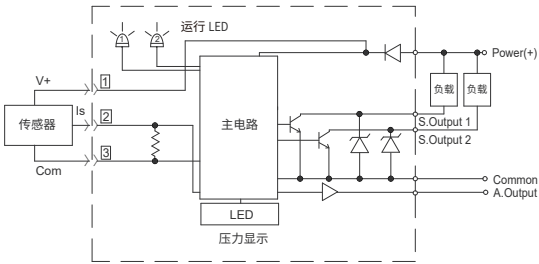 运行 LED
1
2
Power(+)
V+
1
负载
负载
Is
2
传感器
主电路
S.Output 1
S.Output 2
3
Com
Common
A.Output
LED
压力显示